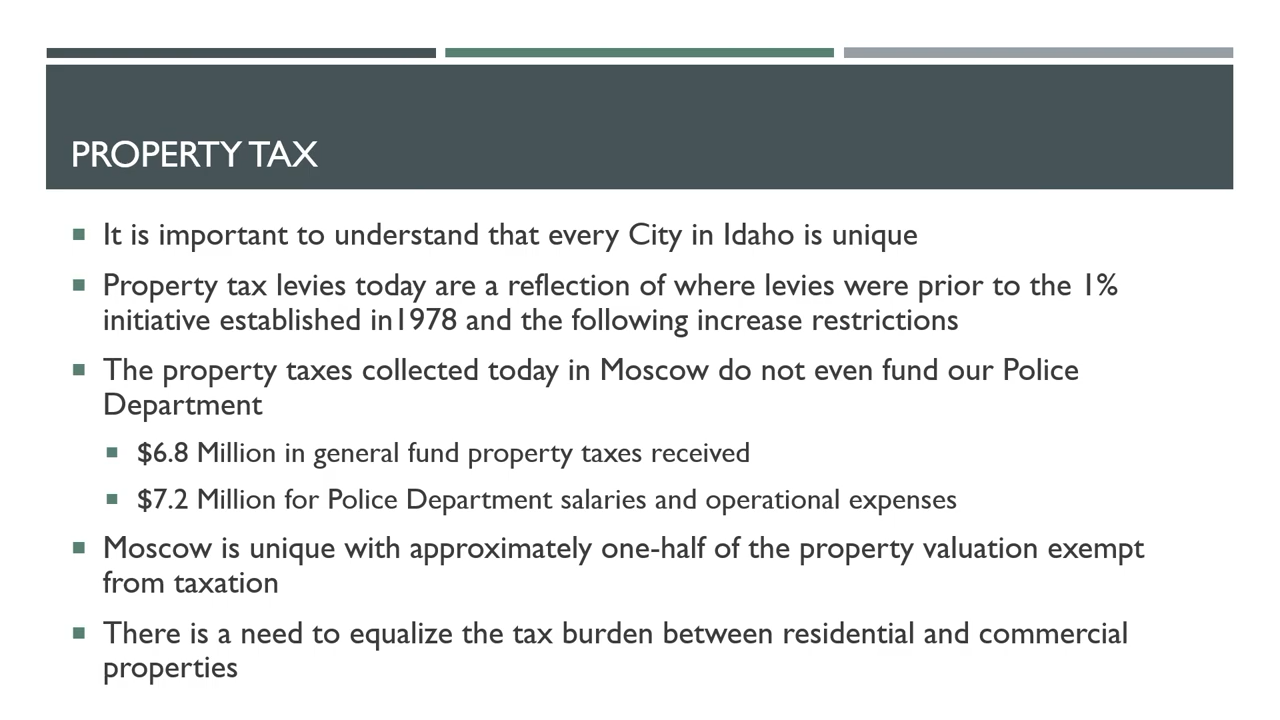 PROPERTY TAX
It is important to understand that every City in Idaho is unique
Property tax levies today are a reflection of where levies were prior to the 1%
initiative established in1978 and the following increase restrictions
The property taxes collected today in Moscow do not even fund our Police
Department
$6.8 Million in general fund property taxes received
$7.2 Million for Police Department salaries and operational expenses
Moscow is unique with approximately one-half of the property valuation exempt
from taxation
There is a need to equalize the tax burden between residential and commercial
properties